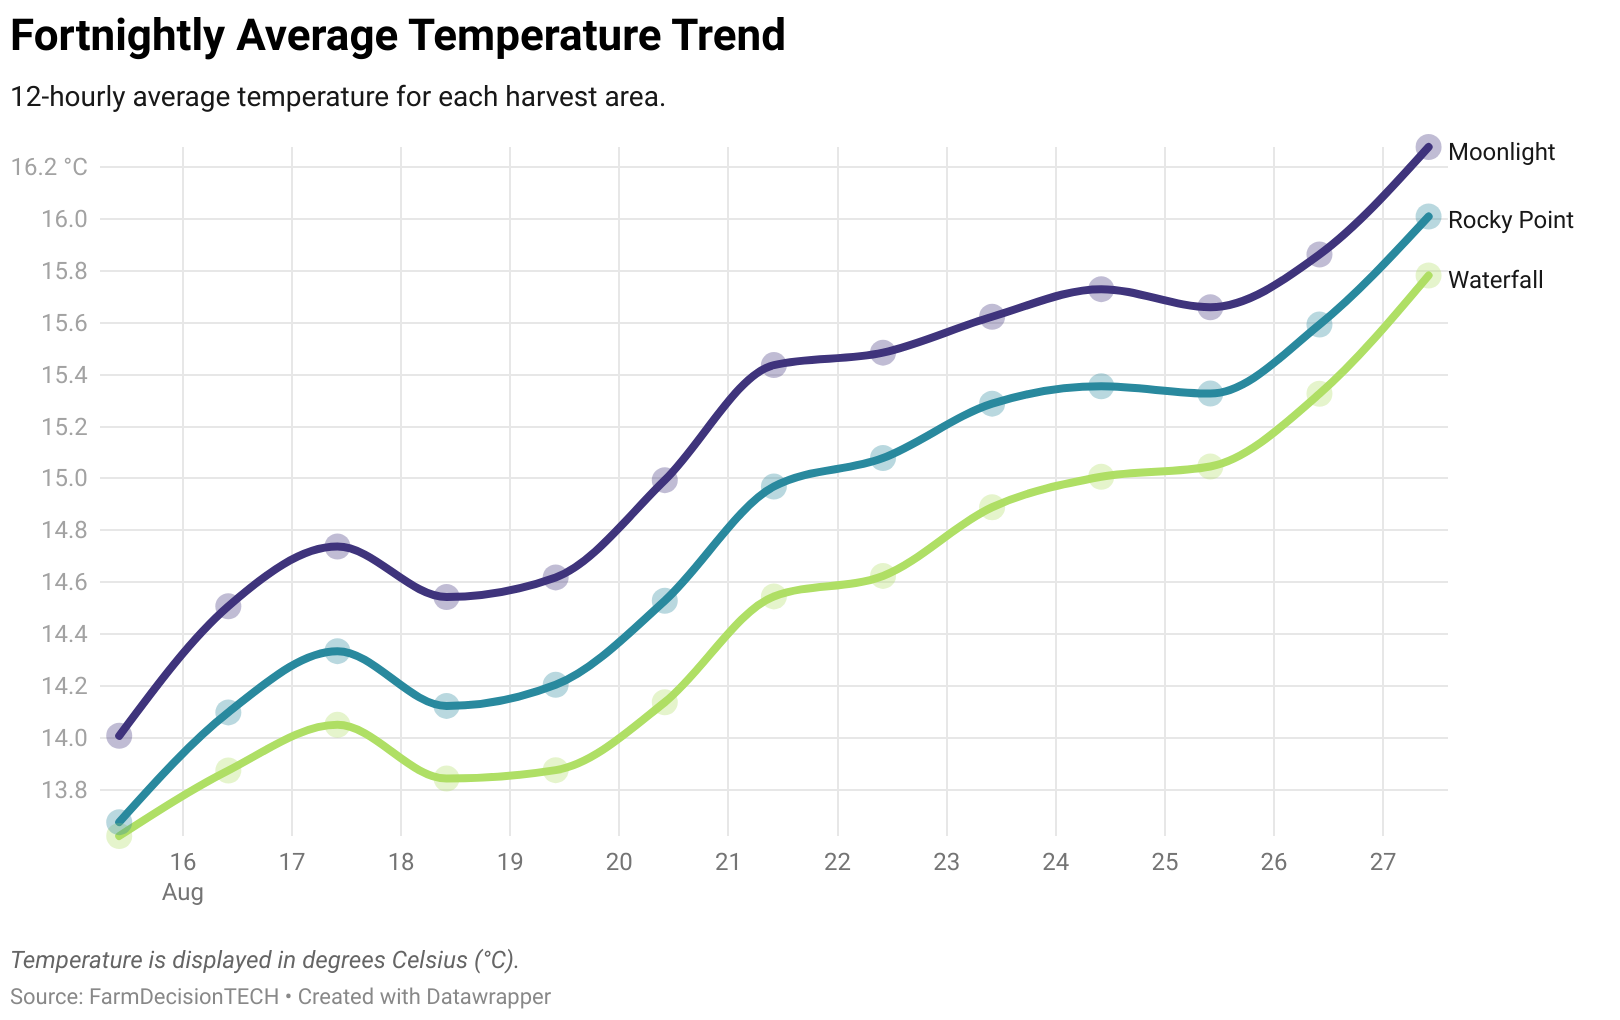 Fortnightly Average Temperature Trend
12-hourly average temperature for each harvest area.
16.2 °C
16.0
15.8
15.6
15.4
15.2
15.0
14.8
14.6
14.4
14.2
14.0
13.8
Moonlight
Rocky Point
Waterfall
16 17 18 19 20 21 22 23 24 25 26 27
Aug
Temperature is displayed in degrees Celsius (°C).
Source: FarmDecisionTECH • Created with Datawrapper